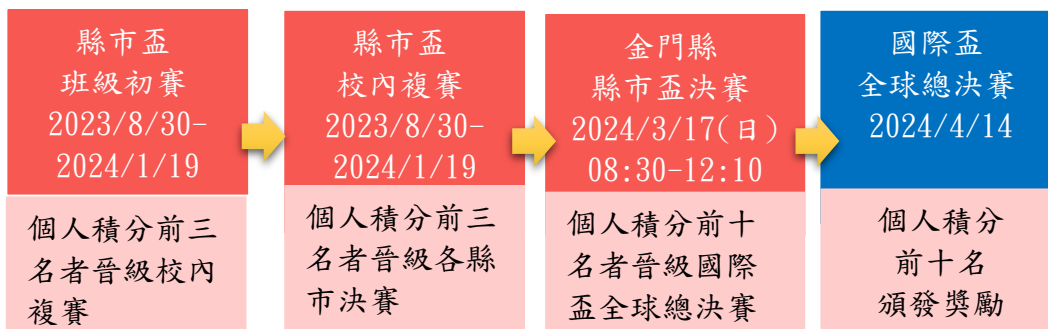 縣市盃
班級初賽
2023/8/30-
2024/1/19
個人積分前三
名者晉級校內
複賽
縣市盃
校內複賽
2023/8/30-
2024/1/19
個人積分前三
名者晉級各縣
市決賽
金門縣
縣市盃決賽
2024/3/17(日)
08:30-12:10
個人積分前十
名者晉級國際
盃全球總決賽
國際盃
全球總決賽
2024/4/14
個人積分
前十名
頒發獎勵